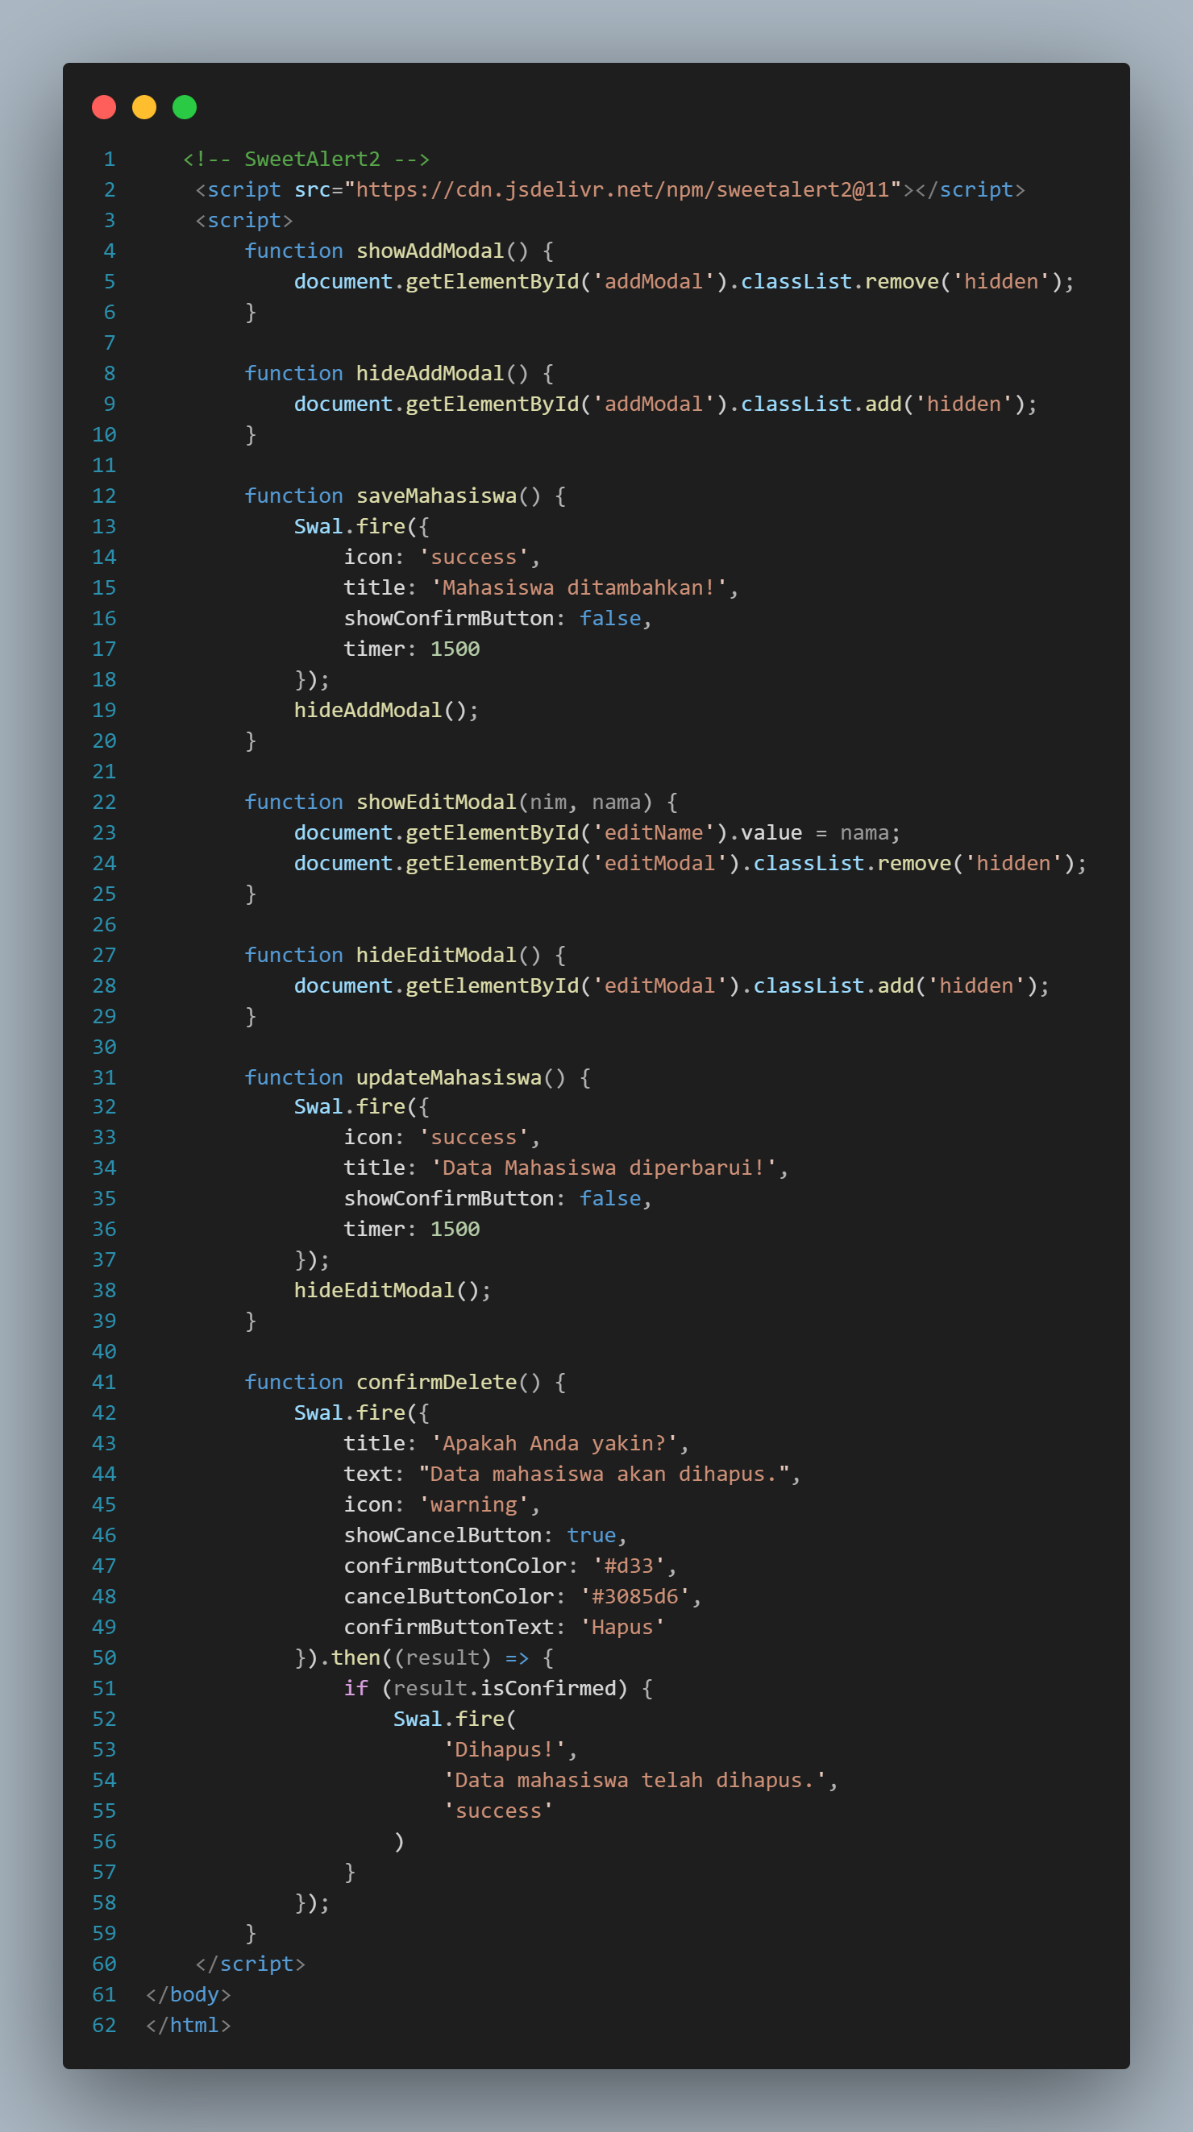 1 <!-- SweetAlert2 -->
2 <script src="https://cdn.jsdelivr.net/npm/sweetalert2@11"></script>
3 <script>
4 function showAddModal() {
5 document.getElementById('addModal').classList.remove('hidden');
6 }
7
8 function hideAddModal() {
9 document.getElementById('addModal').classList.add('hidden');
10 }
11
12 function saveMahasiswa() {
13 Swal.fire({
14 icon: 'success',
15 title: 'Mahasiswa ditambahkan!',
16 showConfirmButton: false,
17 timer: 1500
18 });
19 hideAddModal();
20 }
21
22 function showEditModal(nim, nama) {
23 document.getElementById('editName').value = nama;
24 document.getElementById('editModal').classList.remove('hidden');
25 }
26
27 function hideEditModal() {
28 document.getElementById('editModal').classList.add('hidden');
29 }
30
31 function updateMahasiswa() {
32 Swal.fire({
33 icon: 'success',
34 title: 'Data Mahasiswa diperbarui!',
35 showConfirmButton: false,
36 timer: 1500
37 });
38 hideEditModal();
39 }
40
41 function confirmDelete() {
42 Swal.fire({
43 title: 'Apakah Anda yakin?',
44 text: "Data mahasiswa akan dihapus.",
45 icon: 'warning',
46 showCancelButton: true,
47 confirmButtonColor: '#d33',
48 cancelButtonColor: '#3085d6',
49 confirmButtonText: 'Hapus'
50 }).then((result) => {
51 if (result.isConfirmed) {
52 Swal.fire(
53 'Dihapus!',
54 'Data mahasiswa telah dihapus.',
55 'success'
56 )
57 }
58 });
59 }
60 </script>
61 </body>
62 </html>